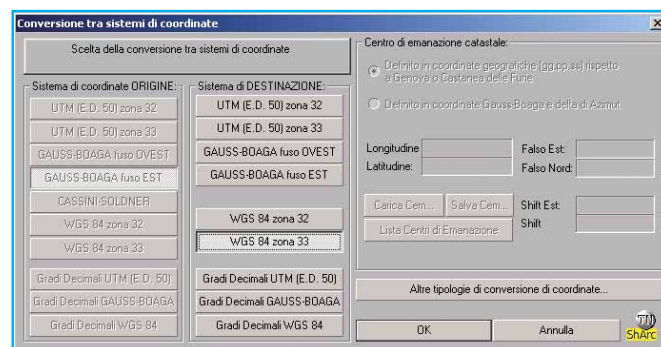 Conversione tra sistemi di coordinate
Scelta della conversione tra sistemi di coordinate
Sistema di coordinate ORIGINE:
UTM (E.D. 50) zona 32
UTM (E.D. 50) zona 33
GAUSS-BOAGA fuso OVEST
GAUSS-BOAGA fuso EST
CASSINI-SOLDNER
WGS 84 zona 32
WGS 84 zona 33
Gradi Decimali UTM (E.D. 50)
Gradi Decimali GAUSS-BOAGA
Gradi Decimali WGS 84
Sistema di DESTINAZIONE:
UTM (E.D. 50) zona 32
UTM (E.D. 50) zona 33
GAUSS-BOAGA fuso OVEST
GAUSS-BOAGA fuso EST
WGS 84 zona 32
WGS 84 zona 33
Gradi Decimali UTM (E.D. 50)
Gradi Decimali GAUSS-BOAGA
Gradi Decimali WGS 84
Centro di emanazione catastale:
Definito in coordinate geografiche (gg.pp.ss) rispetto
a Genova o Castanea delle Furie
Definito in coordinate Gauss-Boaga e delta di Azimut
Longitudine
Latitudine:
Falso Est:
Falso Nord:
Carica Cem...
Salva Cem...
Lista Centri di Emanazione
Shift Est:
Shift
Altre tipologie di conversione di coordinate...
OK
Annulla
ShArc